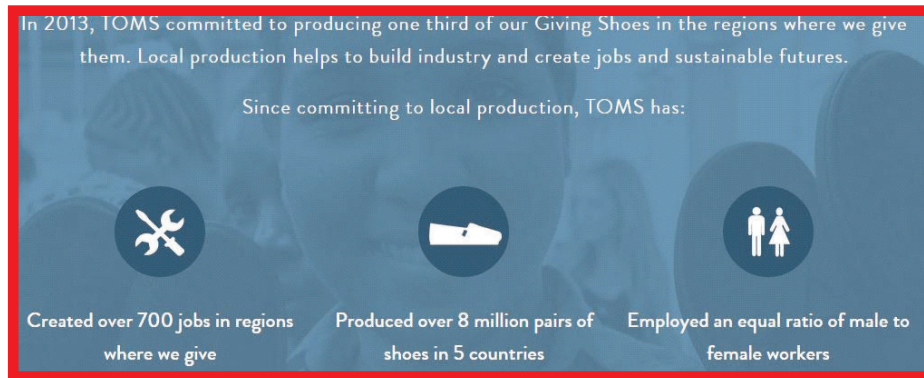 In 2013, TOMS committed to producing one third of our Giving Shoes in the regions where we give
them. Local production helps to build industry and create jobs and sustainable futures.
Since committing to local production, TOMS has:
Created over 700 jobs in regions
where we give
Produced over 8 million pairs of
shoes in 5 countries
Employed an equal ratio of male to
female workers